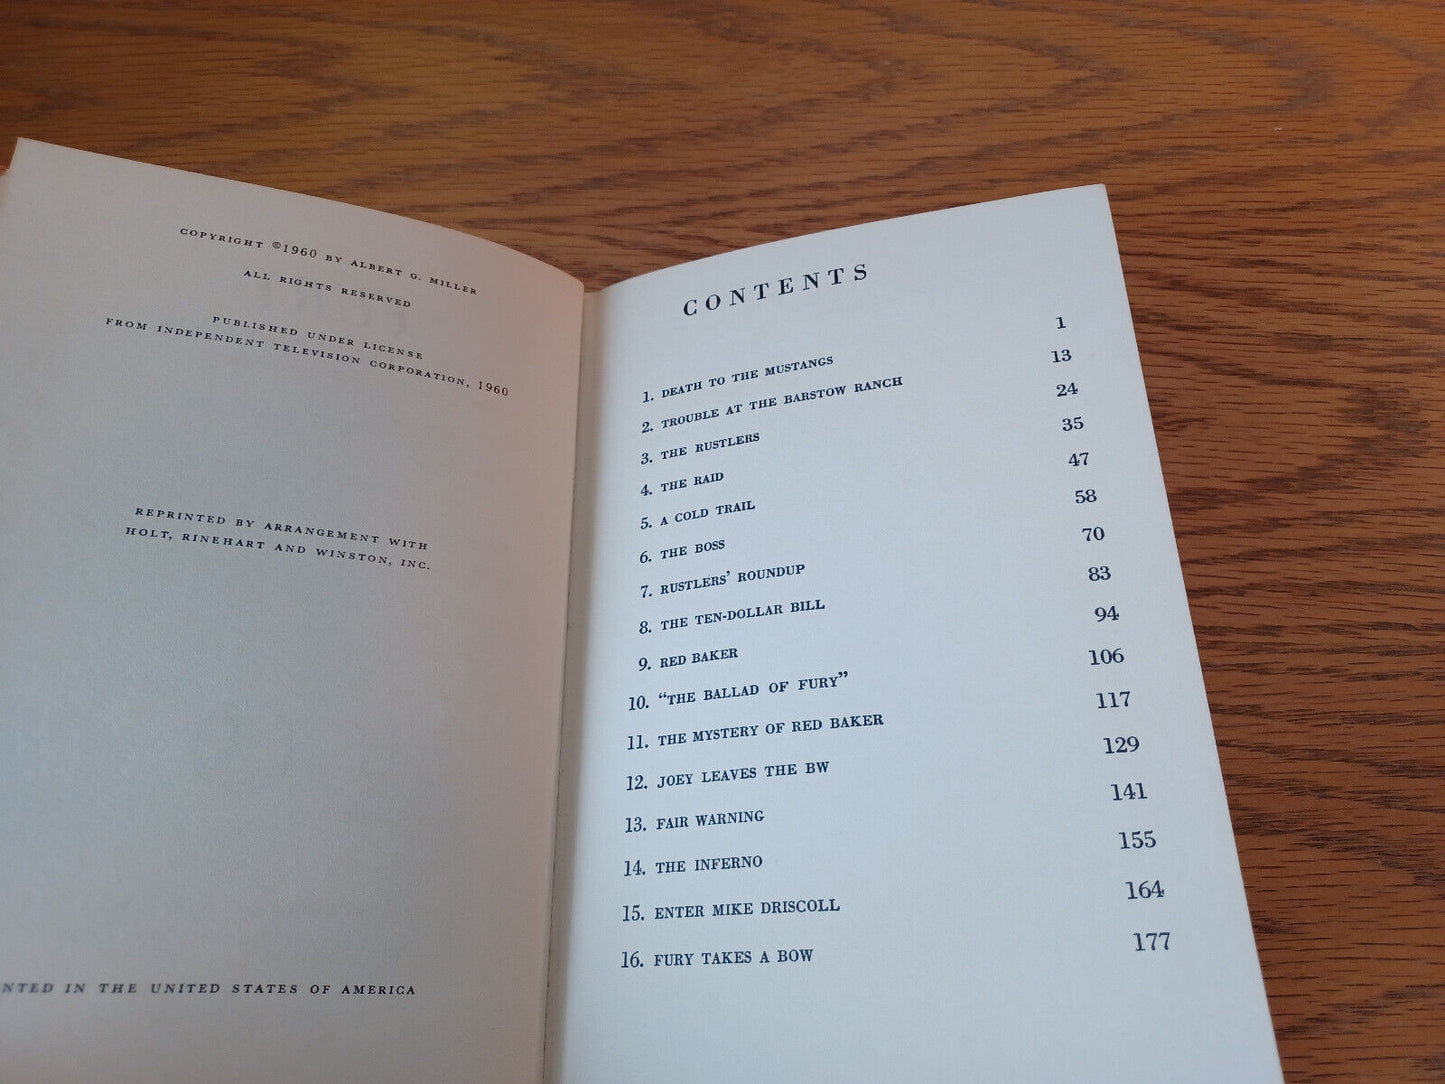 COPYRIGHT ©1960 BY ALBERT G. MILLER
ALL RIGHTS RESERVED
PUBLISHED UNDER LICENSE
FROM INDEPENDENT TELEVISION CORPORATION, 1960
REPRINTED BY ARRANGEMENT WITH
HOLT, RINEHART AND WINSTON, INC.
NTED IN THE UNITED STATES OF AMERICA
CONTENTS
1. DEATH TO THE MUSTANGS 1
2. TROUBLE AT THE BARSTOW RANCH 13
3. THE RUSTLERS 24
4. THE RAID 35
5. A COLD TRAIL 47
6. THE BOSS 58
7. RUSTLERS' ROUNDUP 70
8. THE TEN-DOLLAR BILL 83
9. RED BAKER 94
10. "THE BALLAD OF FURY" 106
11. THE MYSTERY OF RED BAKER 117
12. JOEY LEAVES THE BW 129
13. FAIR WARNING 141
14. THE INFERNO 155
15. ENTER MIKE DRISCOLL 164
16. FURY TAKES A BOW 177